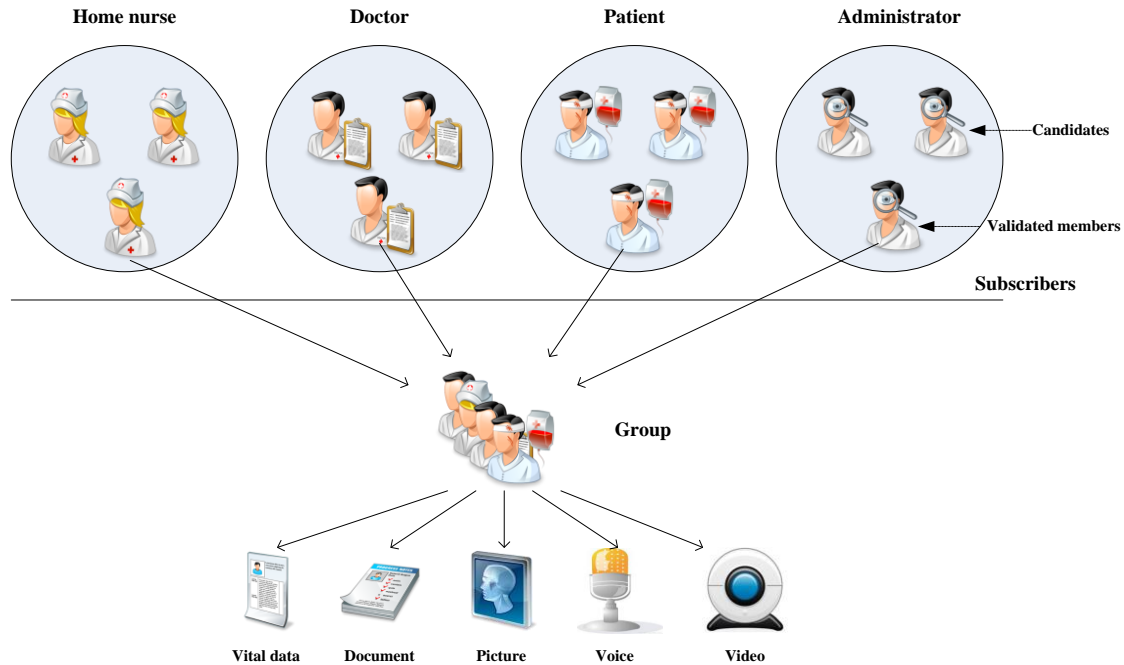 Home nurse
Doctor
Patient
Administrator
Candidates
Validated members
Subscribers
Group
Vital data
Document
Picture
Voice
Video